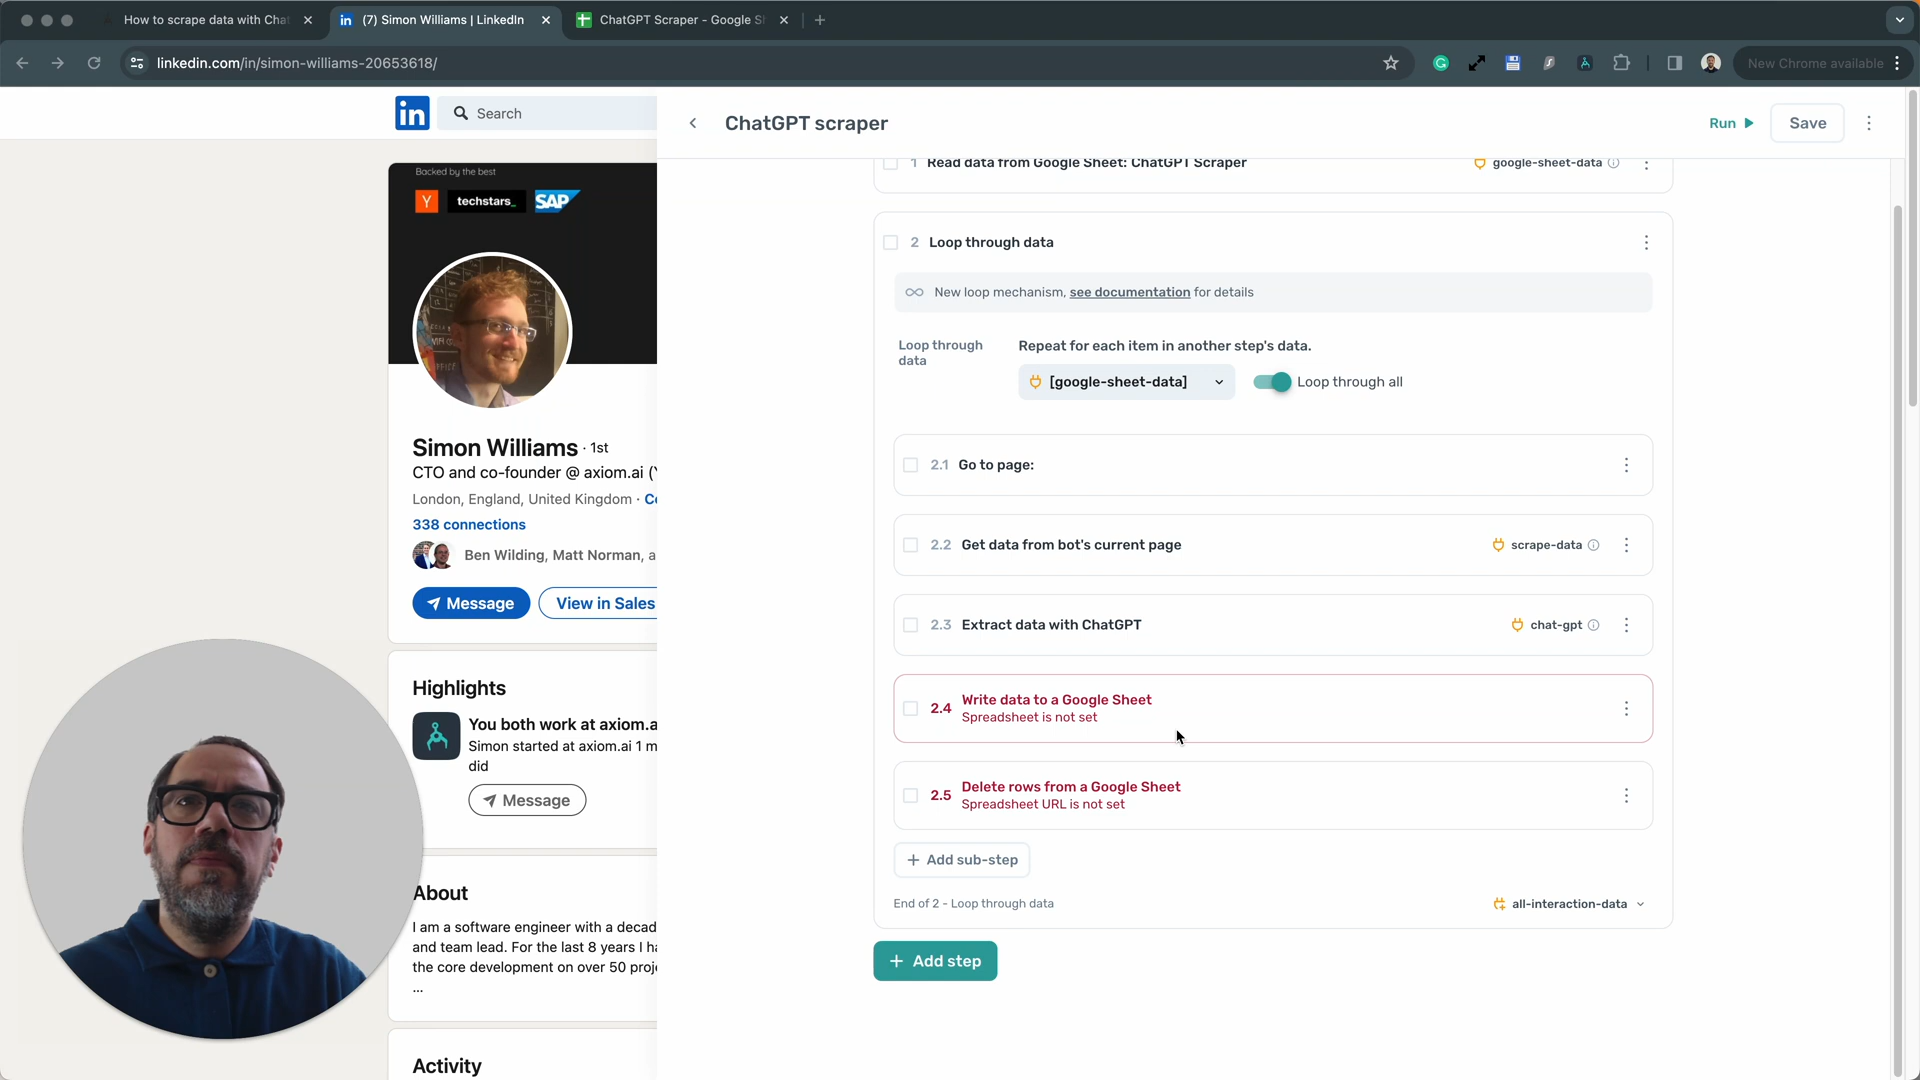 How to scrape data with Cha
(7) Simon Williams | LinkedIn
ChatGPT Scraper - Google S
linkedin.com/in/simon-williams-20653618/
New Chrome available
in
Search
ChatGPT scraper
Run
Save
1 Read data from Google Sheet: ChatGPT Scraper
google-sheet-data
Backed by the best
Y
techstars_
SAP
2 Loop through data
New loop mechanism, see documentation for details
Loop through
data
Repeat for each item in another step's data.
[google-sheet-data]
Loop through all
Simon Williams · 1st
CTO and co-founder @ axiom.ai (Y
London, England, United Kingdom · Co
338 connections
Ben Wilding, Matt Norman, a
Message
View in Sales
2.1 Go to page:
2.2 Get data from bot's current page
scrape-data
2.3 Extract data with ChatGPT
chat-gpt
2.4 Write data to a Google Sheet
Spreadsheet is not set
2.5 Delete rows from a Google Sheet
Spreadsheet URL is not set
+ Add sub-step
End of 2 - Loop through data
all-interaction-data
+ Add step
Highlights
You both work at axiom.a
Simon started at axiom.ai 1 m
did
Message
About
I am a software engineer with a decad
and team lead. For the last 8 years I ha
the core development on over 50 proje
...
Activity